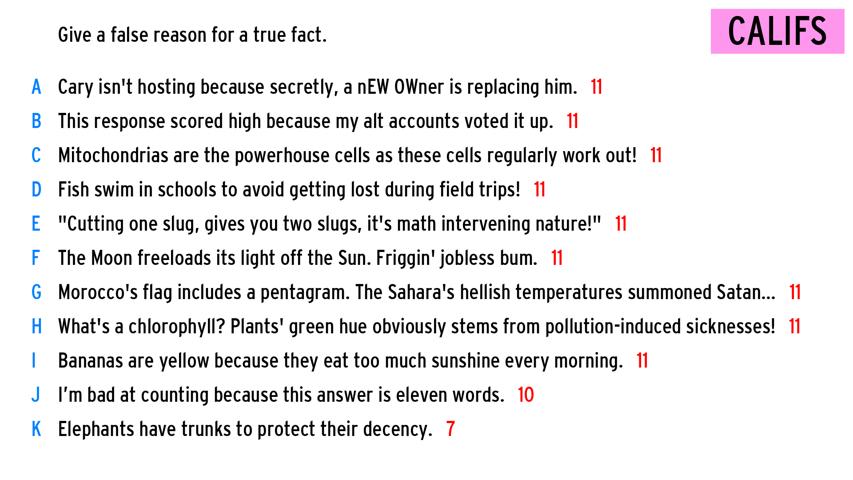 Give a false reason for a true fact.
CALIFS
A Cary isn't hosting because secretly, a nEW OWner is replacing him. 11
B This response scored high because my alt accounts voted it up. 11
C Mitochondrias are the powerhouse cells as these cells regularly work out! 11
D Fish swim in schools to avoid getting lost during field trips! 11
E "Cutting one slug, gives you two slugs, it's math intervening nature!" 11
F The Moon freeloads its light off the Sun. Friggin' jobless bum. 11
G Morocco's flag includes a pentagram. The Sahara's hellish temperatures summoned Satan... 11
H What's a chlorophyll? Plants' green hue obviously stems from pollution-induced sicknesses! 11
I Bananas are yellow because they eat too much sunshine every morning. 11
J I'm bad at counting because this answer is eleven words. 10
K Elephants have trunks to protect their decency. 7